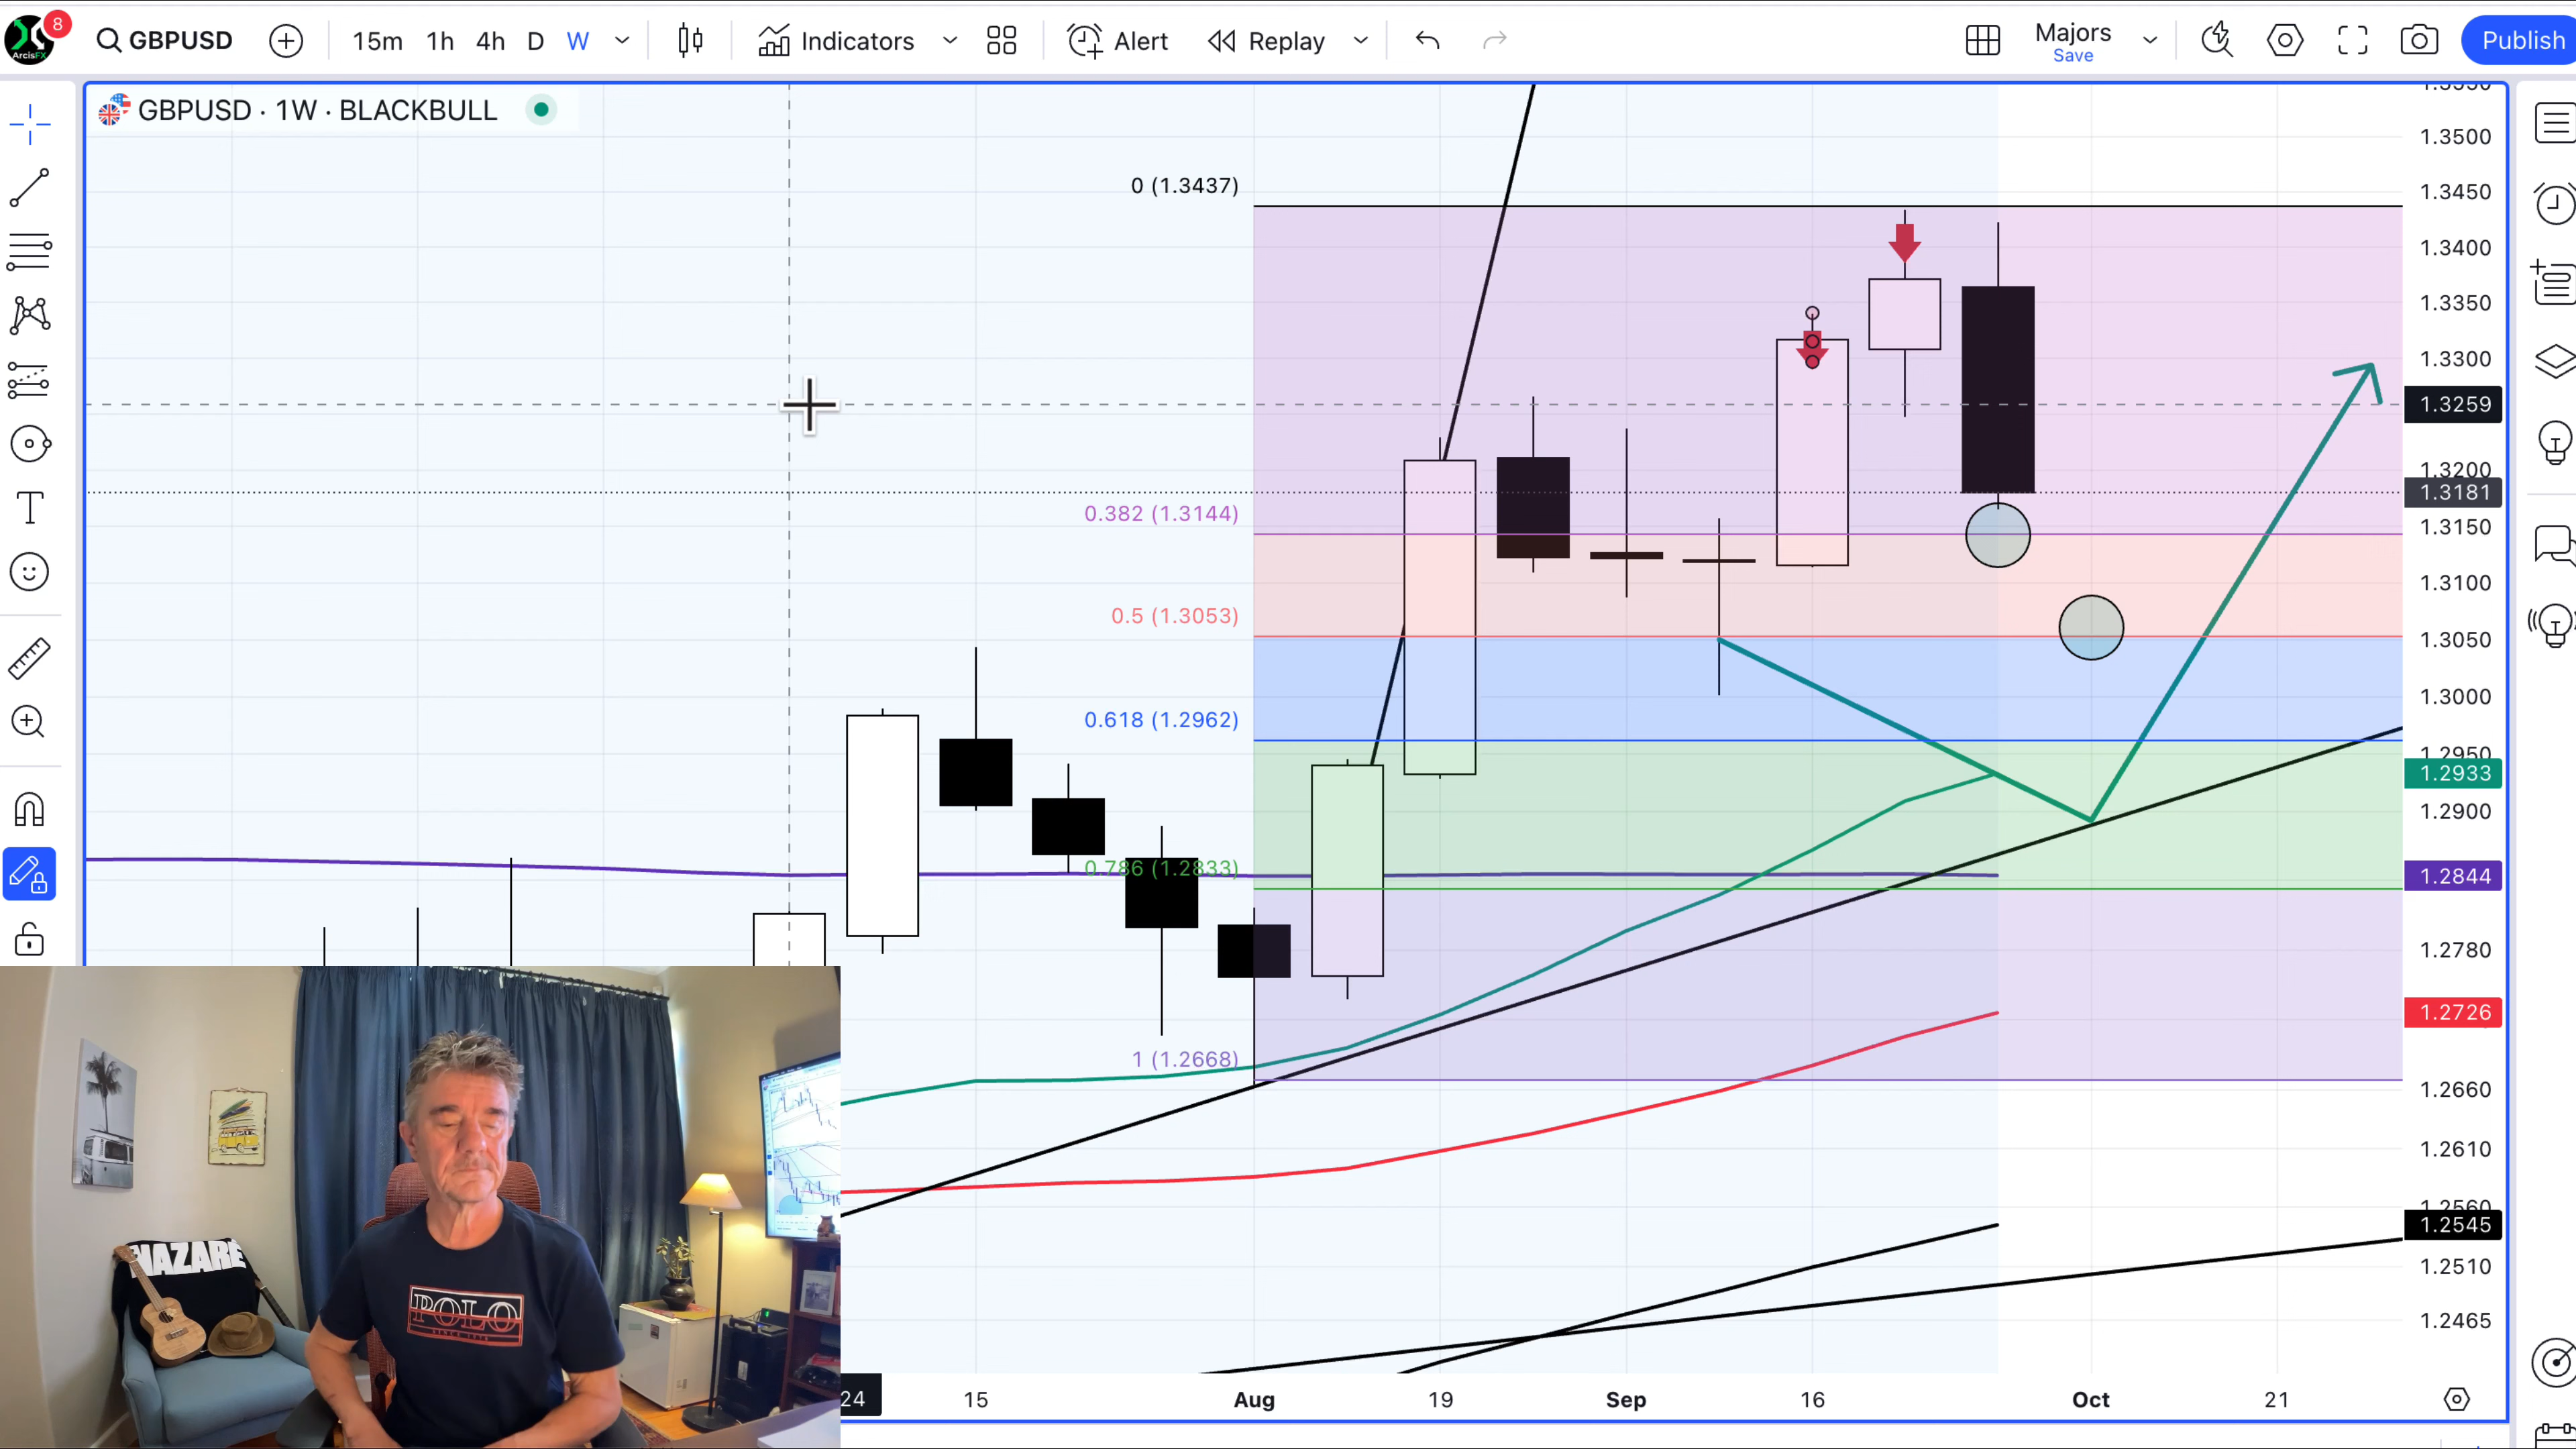 8
ArcisFX
GBPUSD
15m 1h 4h D W
Indicators
Alert
Replay
Majors
Save
Publish
GBPUSD · 1W · BLACKBULL
0 (1.3437)
0.382 (1.3144)
0.5 (1.3053)
0.618 (1.2962)
0.786 (1.2833)
1 (1.2668)
1.3500
1.3450
1.3400
1.3350
1.3300
1.3259
1.3200
1.3181
1.3150
1.3100
1.3050
1.3000
1.2950
1.2933
1.2900
1.2844
1.2780
1.2726
1.2660
1.2610
1.2560
1.2545
1.2510
1.2465
24 15 Aug 19 Sep 16 Oct 21
NAZARÉ
POLO